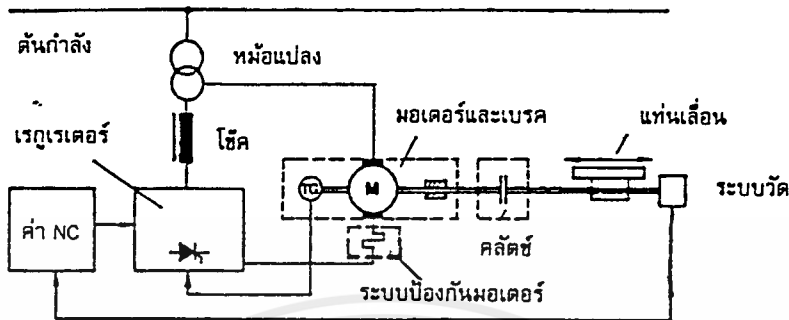 ต้นกำลัง
หม้อแปลง
เรกูเรเตอร์
โช๊ค
มอเตอร์และเบรค
แท่นเลื่อน
TG
M
ระบบวัด
ค่า NC
คลัตช์
ระบบป้องกันมอเตอร์